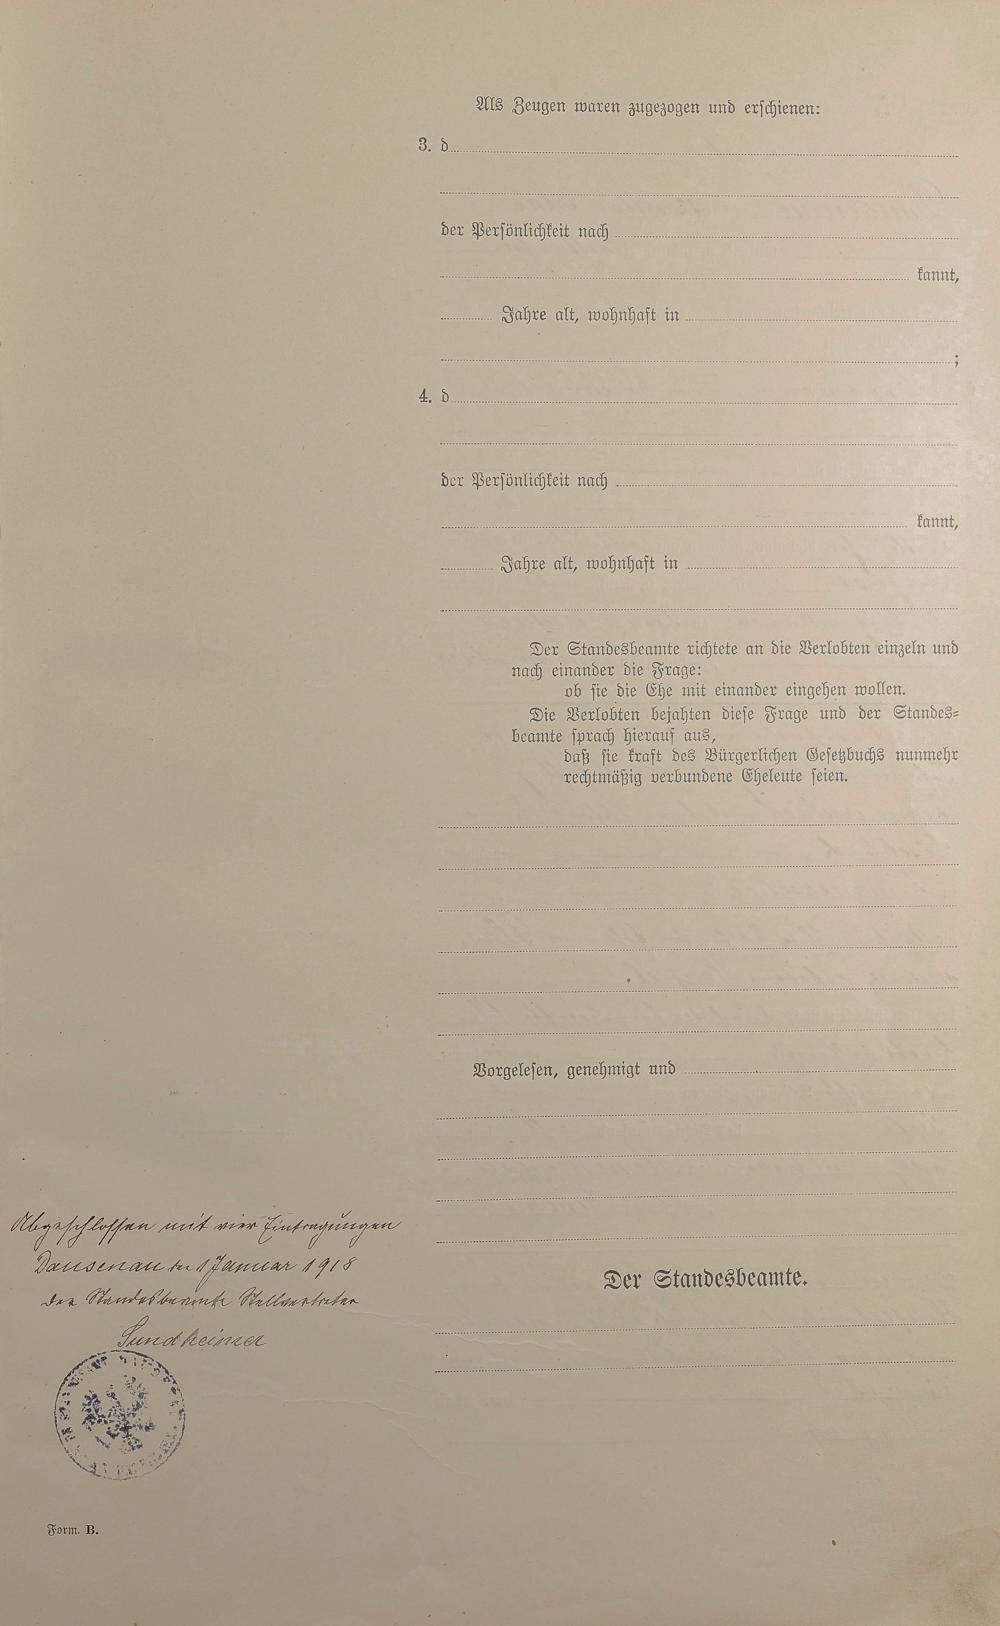 Als Zeugen waren zugezogen und erschienen:
3. d
der Persönlichkeit nach
kannt,
Jahre alt, wohnhaft in
;
4. d
der Persönlichkeit nach
kannt,
Jahre alt, wohnhaft in
Der Standesbeamte richtete an die Verlobten einzeln und
nach einander die Frage:
ob sie die Ehe mit einander eingehen wollen.
Die Verlobten bejahten diese Frage und der Standes=
beamte sprach hierauf aus,
daß sie kraft des Bürgerlichen Gesetzbuchs nunmehr
rechtmäßig verbundene Eheleute seien.
Vorgelesen, genehmigt und
Abgeschlossen mit vier Eintragungen
Dausenau den 1 Januar 1918
Der Standesbeamte Stellvertreter
Sundheimer
Der Standesbeamte.
Form. B.